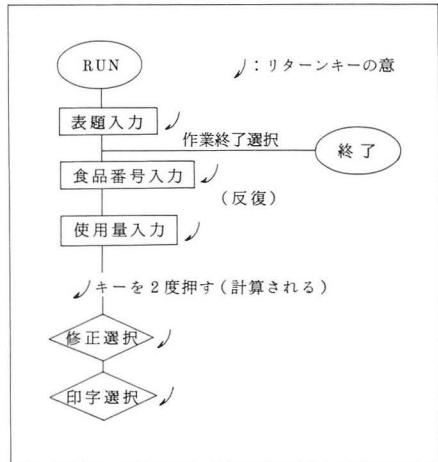 RUN
↲：リターンキーの意
表題入力 ↲
作業終了選択
終了
食品番号入力 ↲
(反復)
使用量入力 ↲
↲キーを2度押す(計算される)
修正選択 ↲
印字選択 ↲